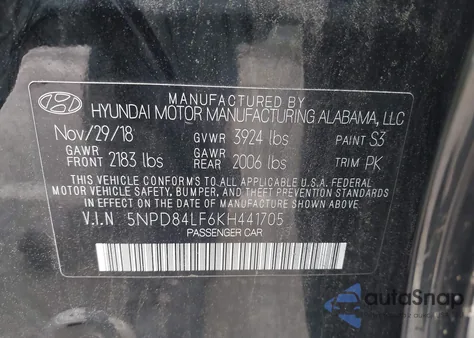 MANUFACTURED BY
HYUNDAI MOTOR MANUFACTURING ALABAMA, LLC
Nov/29/18 GVWR 3924 lbs PAINT S3
GAWR FRONT 2183 lbs GAWR REAR 2006 lbs TRIM PK
THIS VEHICLE CONFORMS TO ALL APPLICABLE U.S.A. FEDERAL
MOTOR VEHICLE SAFETY, BUMPER, AND THEFT PREVENTION STANDARDS
IN EFFECT ON THE DATE OF MANUFACTURE SHOWN ABOVE.
V.I.N 5NPD84LF6KH441705
PASSENGER CAR
autoSnap